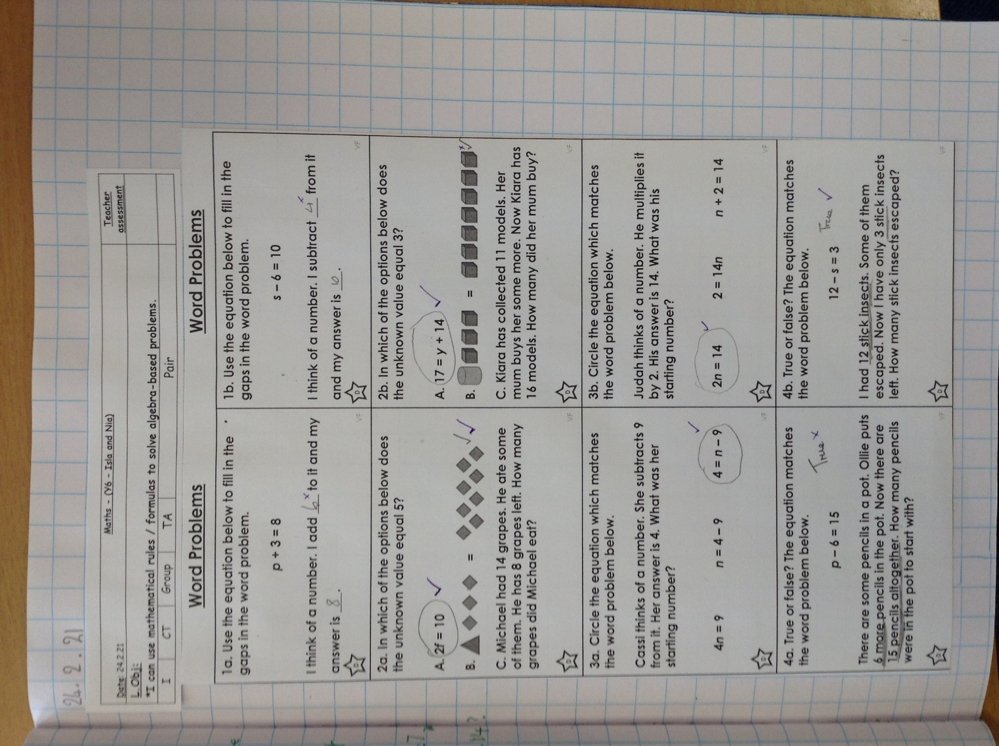 24.2.21
Date: 24.2.21 Maths - (Y6 - Isla and Nia) Teacher assessment
L.Obj:
*I can use mathematical rules / formulas to solve algebra-based problems.
I CT Group TA Pair
Word Problems
Word Problems
1a. Use the equation below to fill in the
gaps in the word problem.
p + 3 = 8
I think of a number. I add 6 to it and my
answer is 8.
D
VF
1b. Use the equation below to fill in the
gaps in the word problem.
s – 6 = 10
I think of a number. I subtract 4 from it
and my answer is 10.
D
VF
2a. In which of the options below does
the unknown value equal 5?
A. 2f = 10
B. =
C. Michael had 14 grapes. He ate some
of them. He has 8 grapes left. How many
grapes did Michael eat?
D
VF
2b. In which of the options below does
the unknown value equal 3?
A. 17 = y + 14
B. =
C. Kiara has collected 11 models. Her
mum buys her some more. Now Kiara has
16 models. How many did her mum buy?
D
VF
3a. Circle the equation which matches
the word problem below.
Cassi thinks of a number. She subtracts 9
from it. Her answer is 4. What was her
starting number?
4n = 9 n = 4 – 9 4 = n – 9
D
VF
3b. Circle the equation which matches
the word problem below.
Judah thinks of a number. He multiplies it
by 2. His answer is 14. What was his
starting number?
2n = 14 2 = 14n n + 2 = 14
D
VF
4a. True or false? The equation matches
the word problem below.
True
p – 6 = 15
There are some pencils in a pot. Ollie puts
6 more pencils in the pot. Now there are
15 pencils altogether. How many pencils
were in the pot to start with?
D
VF
4b. True or false? The equation matches
the word problem below.
True
12 – s = 3
I had 12 stick insects. Some of them
escaped. Now I have only 3 stick insects
left. How many stick insects escaped?
D
VF